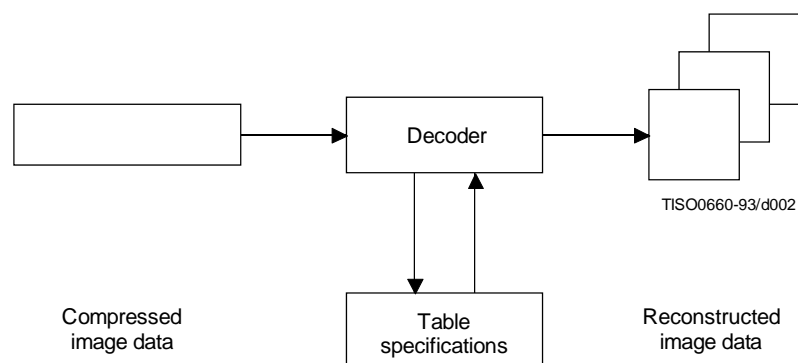 Decoder
TISO0660-93/d002
Compressed
image data
Table
specifications
Reconstructed
image data